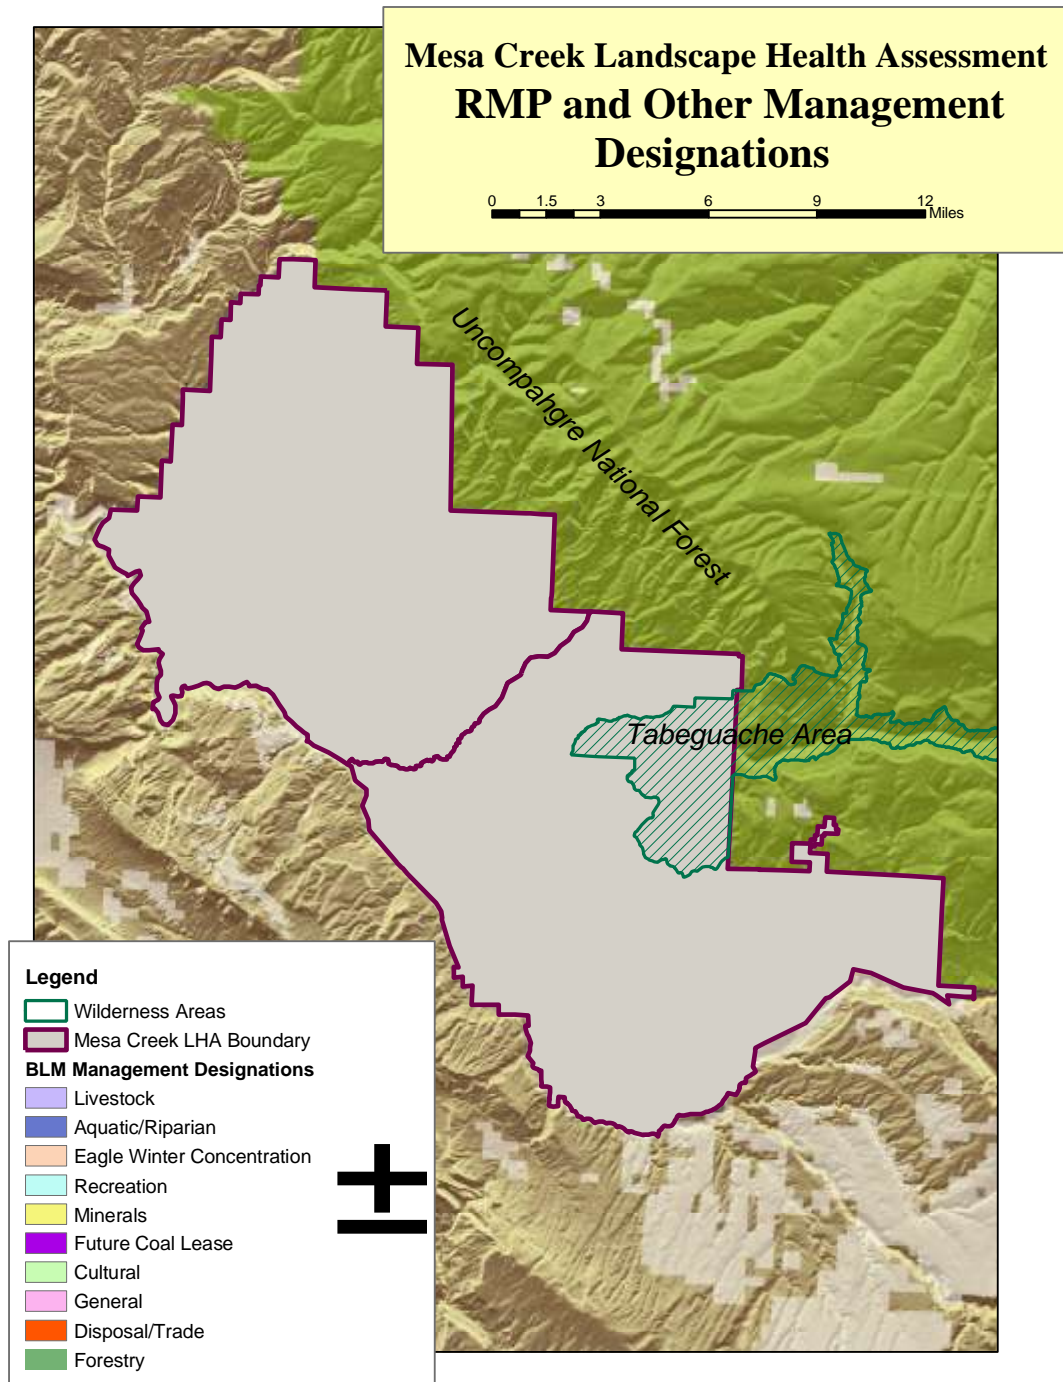 Mesa Creek Landscape Health Assessment
RMP and Other Management
Designations
0 1.5 3 6 9 12
Miles
Uncompahgre National Forest
Tabeguache Area
Legend
Wilderness Areas
Mesa Creek LHA Boundary
BLM Management Designations
Livestock
Aquatic/Riparian
Eagle Winter Concentration
Recreation
Minerals
Future Coal Lease
Cultural
General
Disposal/Trade
Forestry